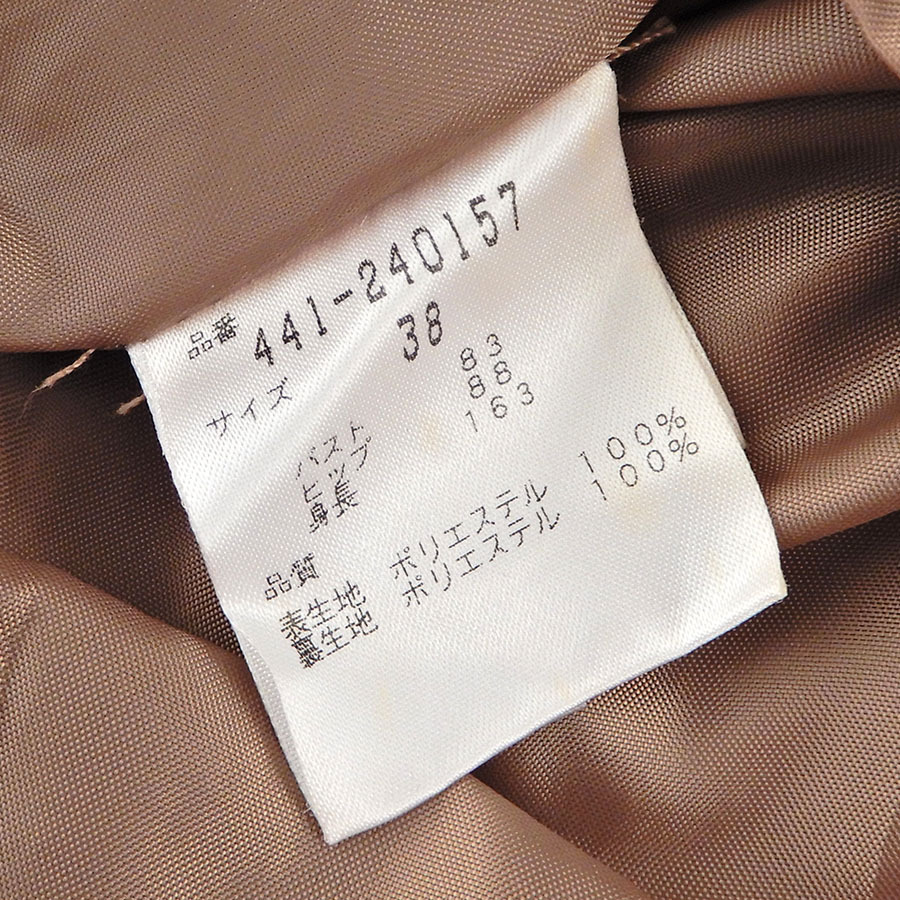 品番 441-240157
サイズ 38
バスト 83
ヒップ 88
身長 163
品質
表生地 ポリエステル 100%
裏生地 ポリエステル 100%